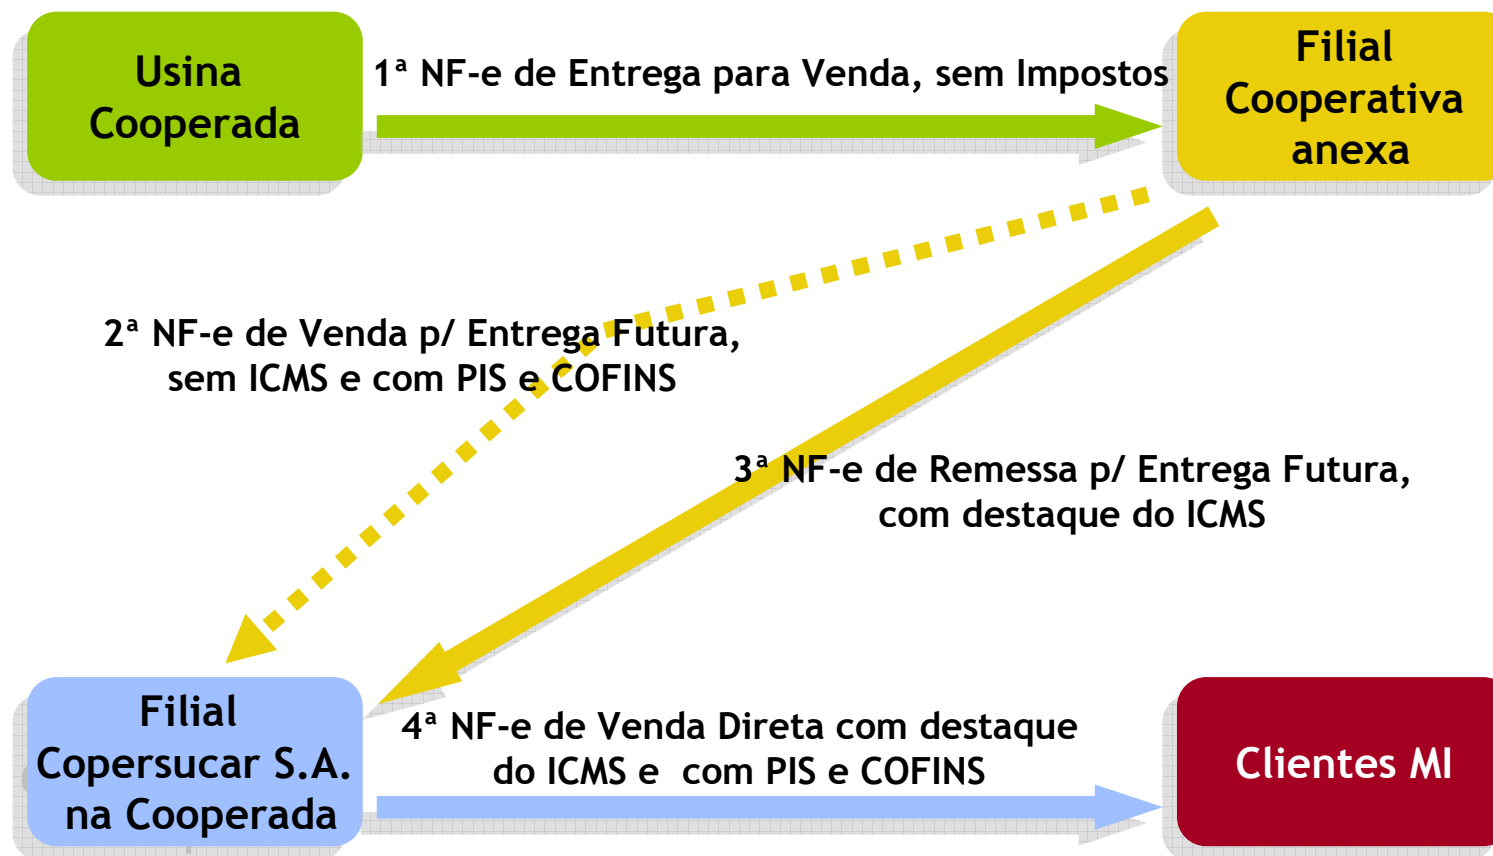 Usina
Cooperada
1ª NF-e de Entrega para Venda, sem Impostos
Filial
Cooperativa
anexa
2ª NF-e de Venda p/ Entrega Futura,
sem ICMS e com PIS e COFINS
3ª NF-e de Remessa p/ Entrega Futura,
com destaque do ICMS
Filial
Copersucar S.A.
na Cooperada
4ª NF-e de Venda Direta com destaque
do ICMS e  com PIS e COFINS
Clientes MI